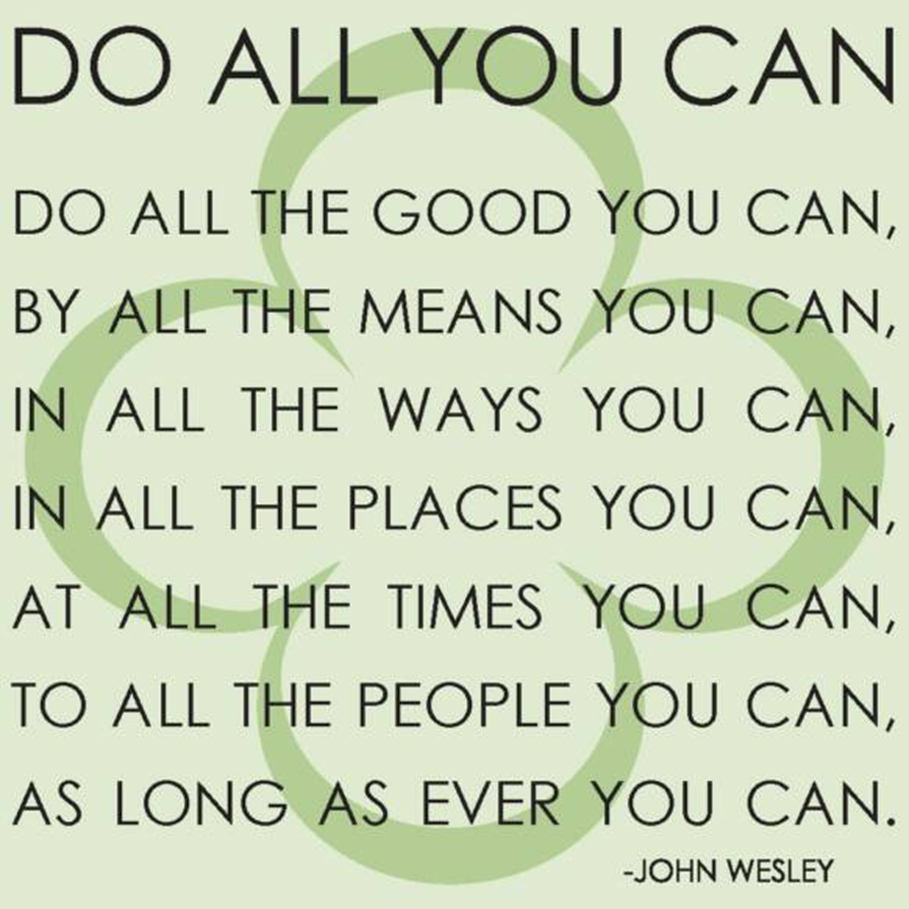 DO ALL YOU CAN
DO ALL THE GOOD YOU CAN,
BY ALL THE MEANS YOU CAN,
IN ALL THE WAYS YOU CAN,
IN ALL THE PLACES YOU CAN,
AT ALL THE TIMES YOU CAN,
TO ALL THE PEOPLE YOU CAN,
AS LONG AS EVER YOU CAN.
-JOHN WESLEY